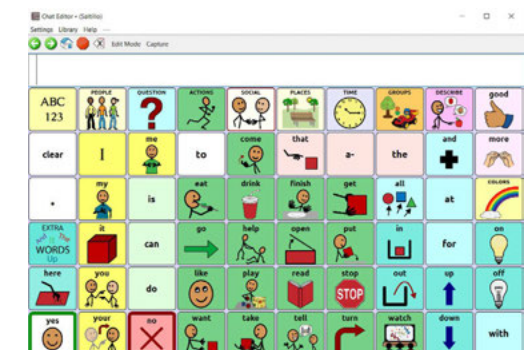 Chat Editor - (Saltillo)
Settings Library Help
Edit Mode Capture
ABC 123 PEOPLE QUESTION ACTIONS SOCIAL PLACES TIME GROUPS DESCRIBE good
clear I me to come that a- the and more
. my is eat drink finish get all at COLORS
EXTRA WORDS Up it can go help open put in for on
here you do like play read stop STOP out up off
yes your no want take tell turn watch down with